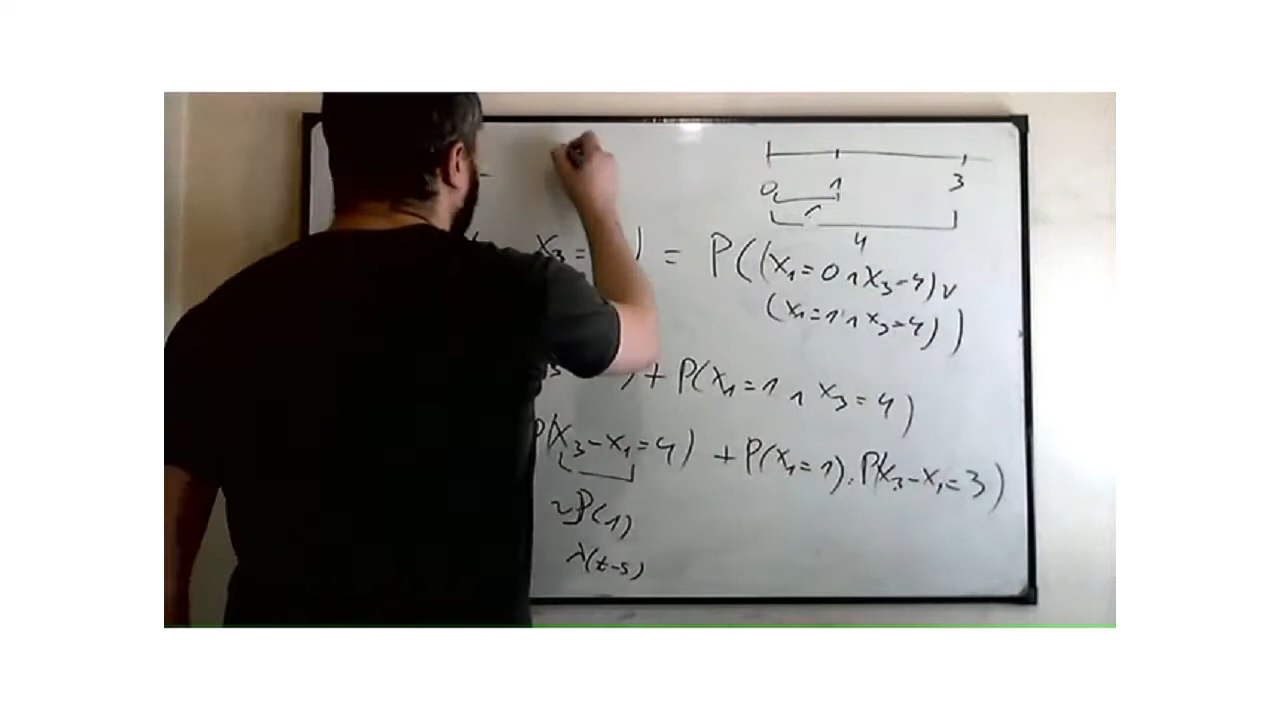 0 1 3
4
x₃ = ) = P((x₁=0 ∧ x₃=4) ∨
(x₁=1 ∧ x₃=4))
) + P(x₁=1 ∧ x₃=4)
P(x₃-x₁=4) + P(x₁=1).P(x₃-x₁=3)
~P(1)
λ(t-s)